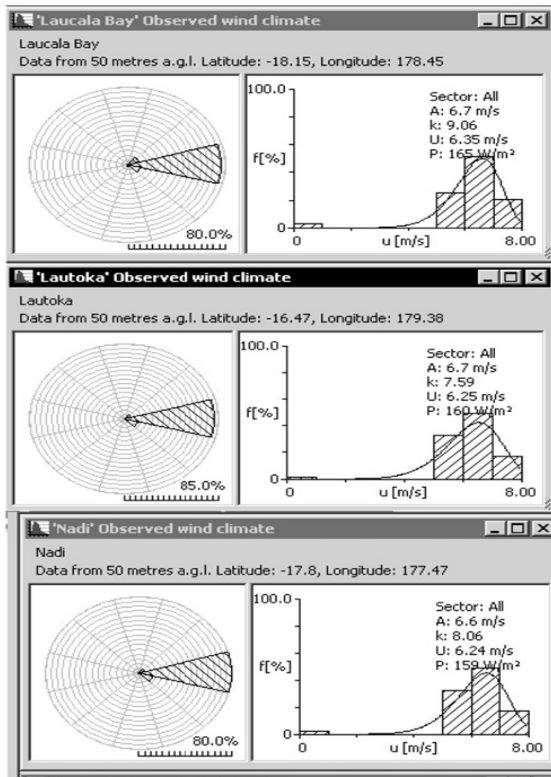 'Laucala Bay' Observed wind climate
Laucala Bay
Data from 50 metres a.g.l. Latitude: -18.15, Longitude: 178.45
80.0%
100.0
f[%]
0
Sector: All
A: 6.7 m/s
k: 9.06
U: 6.35 m/s
P: 165 W/m²
0 u [m/s] 8.00
'Lautoka' Observed wind climate
Lautoka
Data from 50 metres a.g.l. Latitude: -16.47, Longitude: 179.38
85.0%
100.0
f[%]
0
Sector: All
A: 6.7 m/s
k: 7.59
U: 6.25 m/s
P: 160 W/m²
0 u [m/s] 8.00
'Nadi' Observed wind climate
Nadi
Data from 50 metres a.g.l. Latitude: -17.8, Longitude: 177.47
80.0%
100.0
f[%]
0
Sector: All
A: 6.6 m/s
k: 8.06
U: 6.24 m/s
P: 159 W/m²
0 u [m/s] 8.00